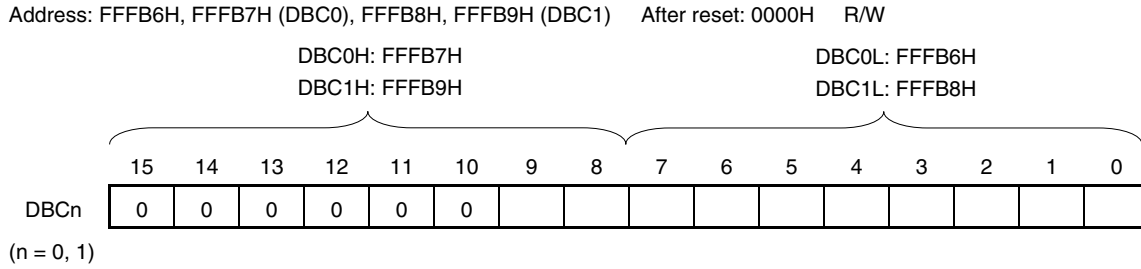 Address: FFFB6H, FFFB7H (DBC0), FFFB8H, FFFB9H (DBC1) After reset: 0000H R/W
DBC0H: FFFB7H DBC0L: FFFB6H
DBC1H: FFFB9H DBC1L: FFFB8H
15 14 13 12 11 10 9 8 7 6 5 4 3 2 1 0
DBCn 0 0 0 0 0 0
(n = 0, 1)